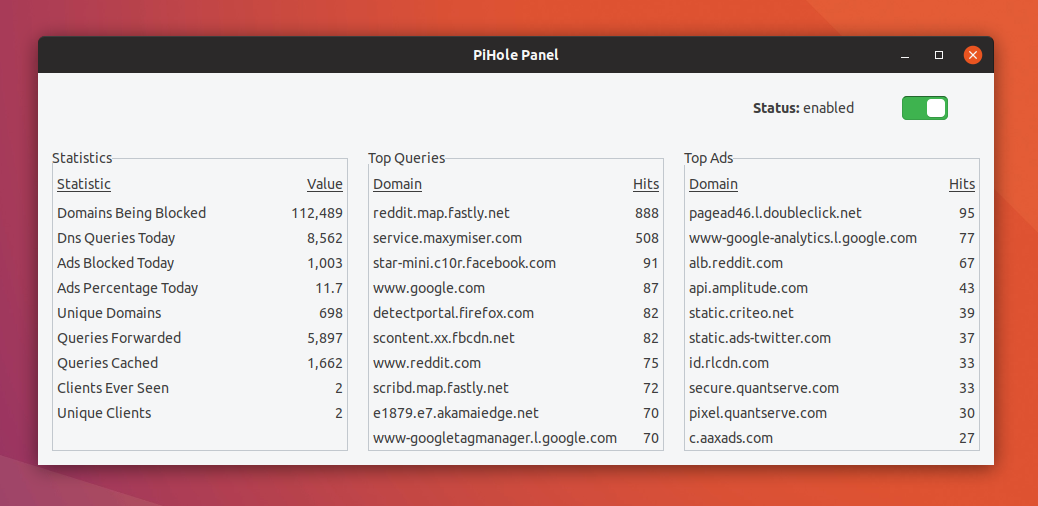 PiHole Panel
Status: enabled
Statistics
Statistic Value
Domains Being Blocked 112,489
Dns Queries Today 8,562
Ads Blocked Today 1,003
Ads Percentage Today 11.7
Unique Domains 698
Queries Forwarded 5,897
Queries Cached 1,662
Clients Ever Seen 2
Unique Clients 2
Top Queries
Domain Hits
reddit.map.fastly.net 888
service.maxymiser.com 508
star-mini.c10r.facebook.com 91
www.google.com 87
detectportal.firefox.com 82
scontent.xx.fbcdn.net 82
www.reddit.com 75
scribd.map.fastly.net 72
e1879.e7.akamaiedge.net 70
www-googletagmanager.l.google.com 70
Top Ads
Domain Hits
pagead46.l.doubleclick.net 95
www-google-analytics.l.google.com 77
alb.reddit.com 67
api.amplitude.com 43
static.criteo.net 39
static.ads-twitter.com 37
id.rlcdn.com 33
secure.quantserve.com 33
pixel.quantserve.com 30
c.aaxads.com 27